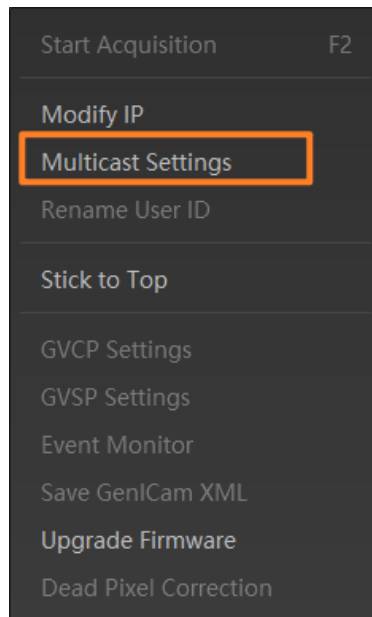 Start Acquisition F2
Modify IP
Multicast Settings
Rename User ID
Stick to Top
GVCP Settings
GVSP Settings
Event Monitor
Save GenICam XML
Upgrade Firmware
Dead Pixel Correction